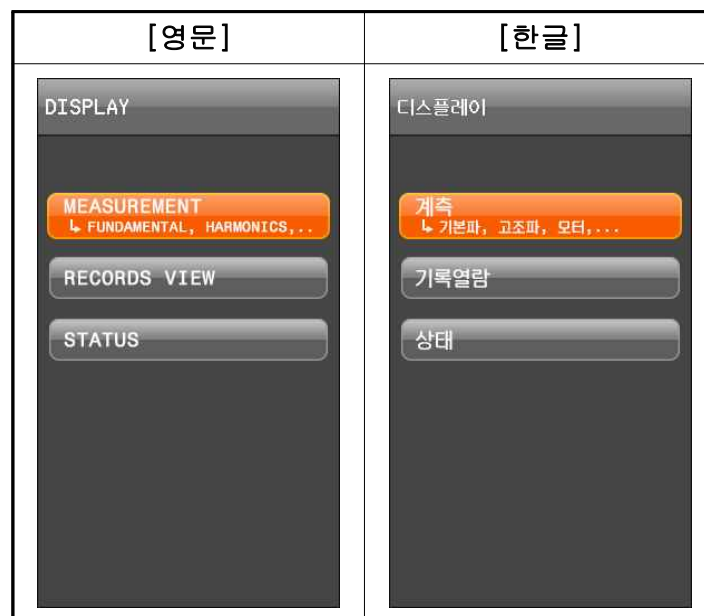 [영문]
[한글]
DISPLAY
MEASUREMENT
↳ FUNDAMENTAL, HARMONICS,..
RECORDS VIEW
STATUS
디스플레이
계측
↳ 기본파, 고조파, 모터,...
기록열람
상태